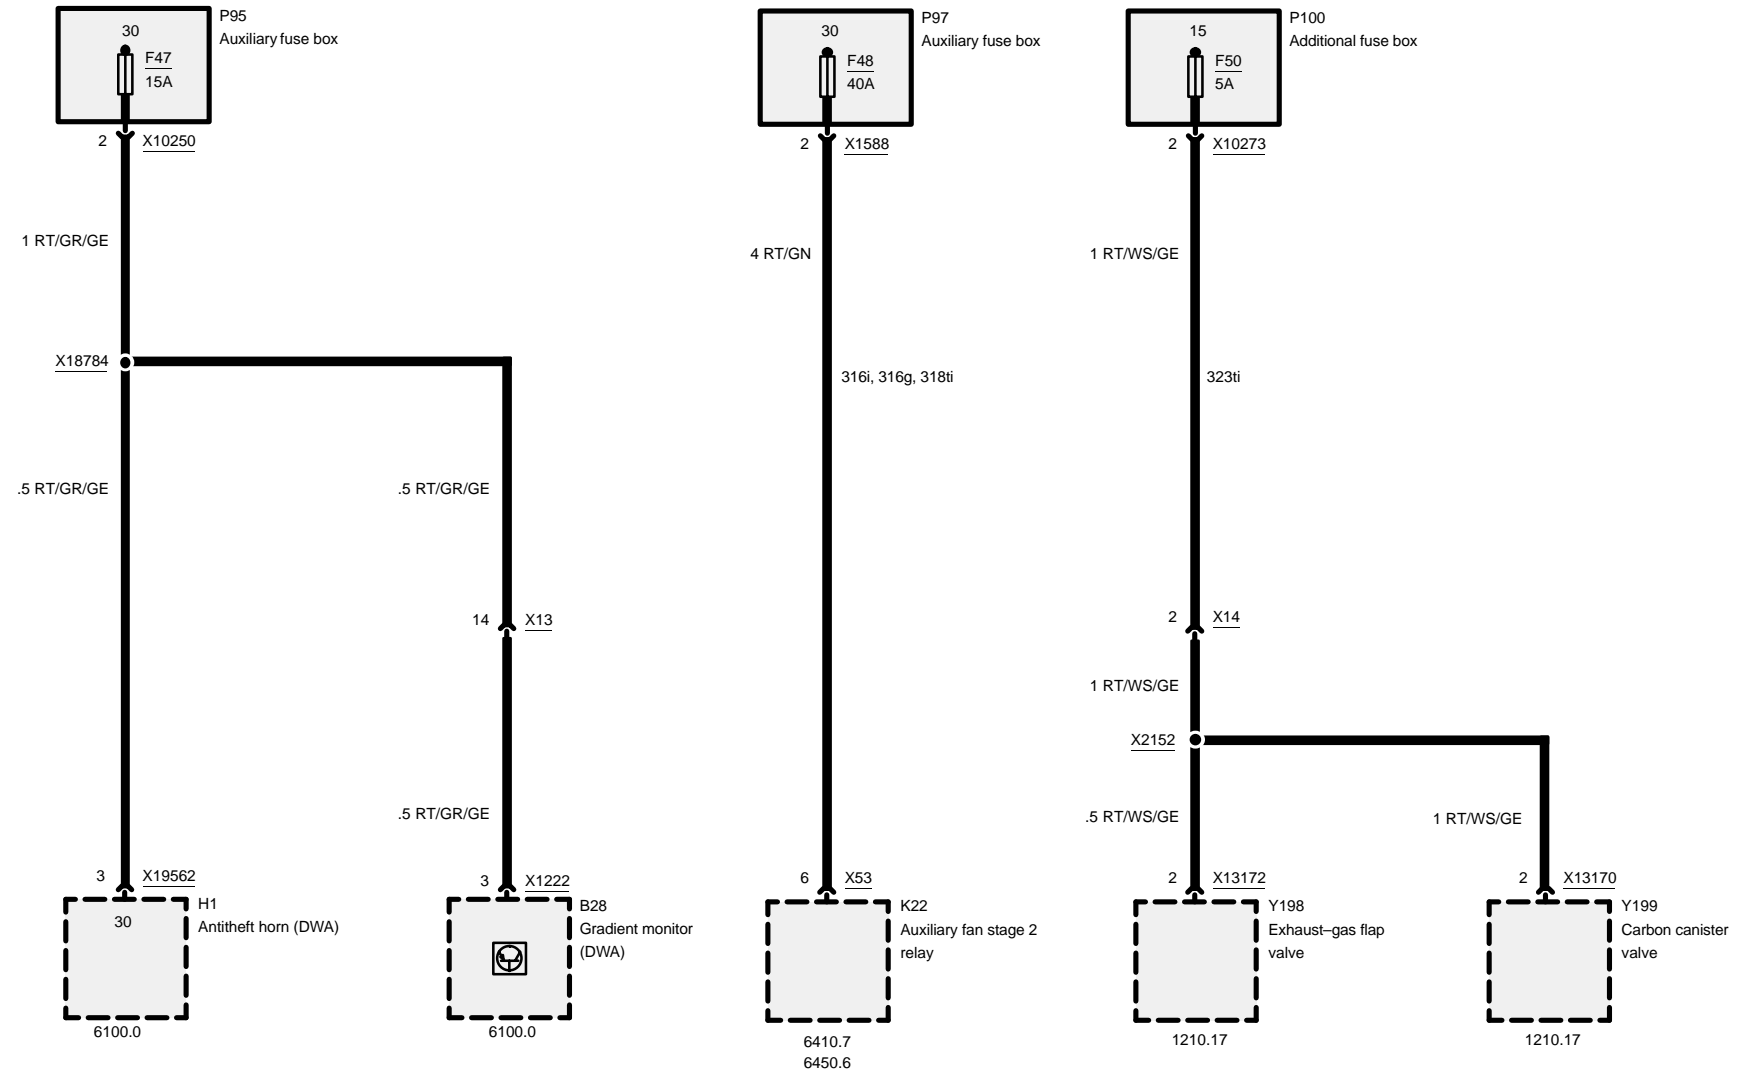 P95
Auxiliary fuse box
30
F47
15A
2 X10250
1 RT/GR/GE
X18784
.5 RT/GR/GE
.5 RT/GR/GE
14 X13
.5 RT/GR/GE
3 X19562
H1
Antitheft horn (DWA)
30
6100.0
3 X1222
B28
Gradient monitor
(DWA)
6100.0
P97
Auxiliary fuse box
30
F48
40A
2 X1588
4 RT/GN
316i, 316g, 318ti
6 X53
K22
Auxiliary fan stage 2
relay
6410.7
6450.6
P100
Additional fuse box
15
F50
5A
2 X10273
1 RT/WS/GE
323ti
2 X14
1 RT/WS/GE
X2152
.5 RT/WS/GE
1 RT/WS/GE
2 X13172
Y198
Exhaust–gas flap
valve
1210.17
2 X13170
Y199
Carbon canister
valve
1210.17